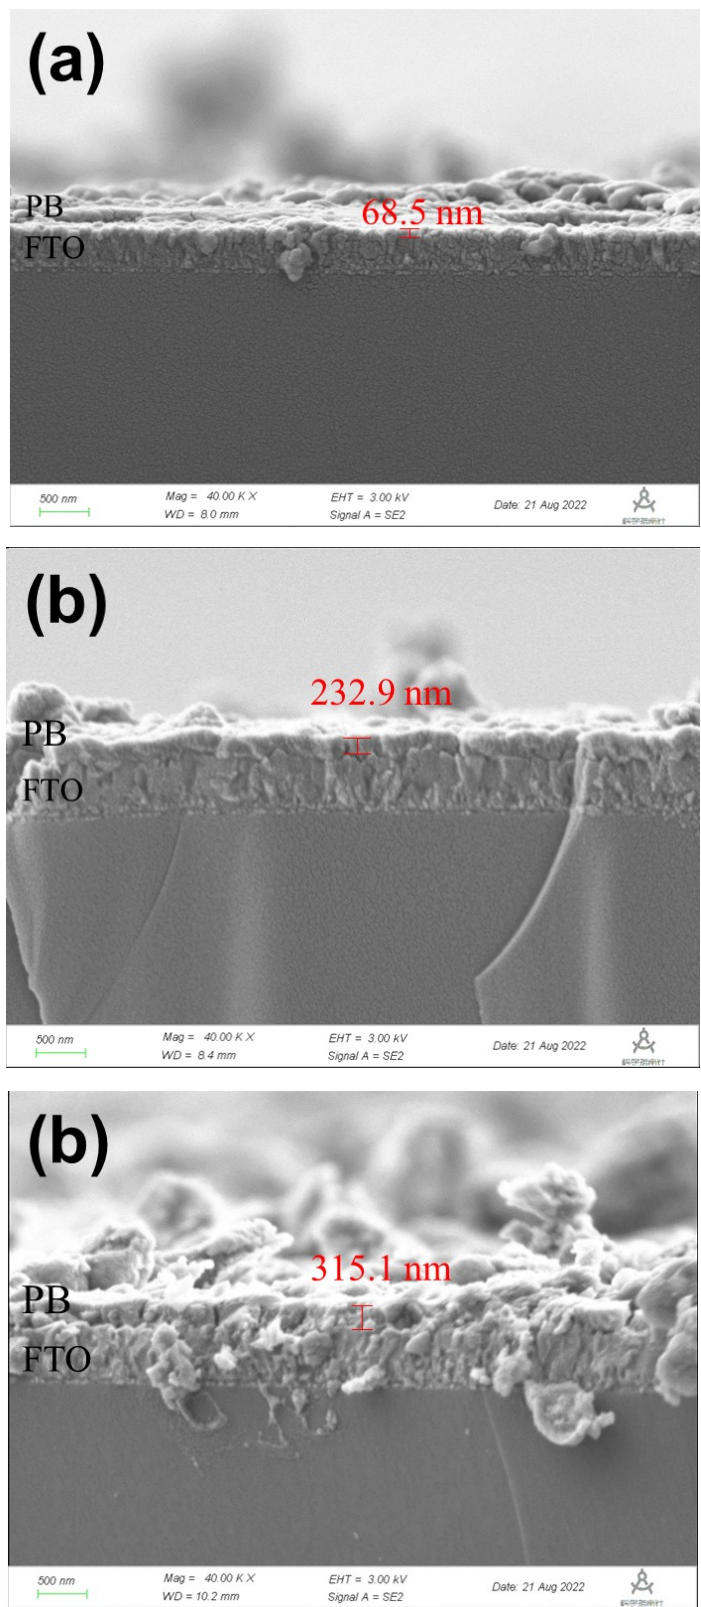 (a)
68.5 nm
PB
FTO
500 nm
Mag = 40.00 K X
EHT = 3.00 kV
WD = 8.0 mm
Signal A = SE2
Date: 21 Aug 2022
(b)
232.9 nm
PB
FTO
500 nm
Mag = 40.00 K X
EHT = 3.00 kV
WD = 8.4 mm
Signal A = SE2
Date: 21 Aug 2022
(b)
315.1 nm
PB
FTO
500 nm
Mag = 40.00 K X
EHT = 3.00 kV
WD = 10.2 mm
Signal A = SE2
Date: 21 Aug 2022